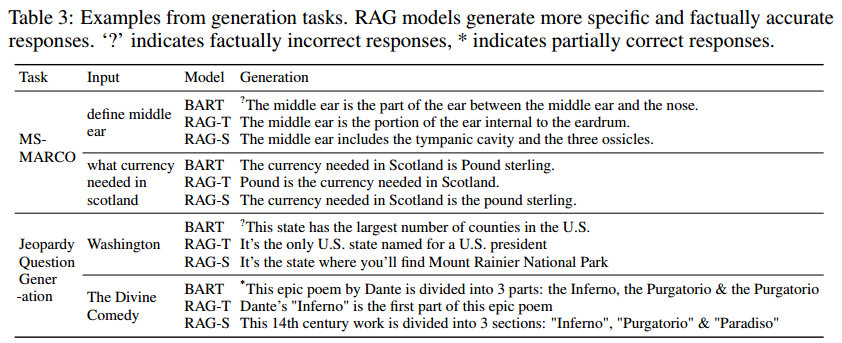 Table 3: Examples from generation tasks. RAG models generate more specific and factually accurate
responses. ‘?’ indicates factually incorrect responses, * indicates partially correct responses.
Task Input Model Generation
MS-
MARCO
define middle
ear
BART ?The middle ear is the part of the ear between the middle ear and the nose.
RAG-T The middle ear is the portion of the ear internal to the eardrum.
RAG-S The middle ear includes the tympanic cavity and the three ossicles.
what currency
needed in
scotland
BART The currency needed in Scotland is Pound sterling.
RAG-T Pound is the currency needed in Scotland.
RAG-S The currency needed in Scotland is the pound sterling.
Jeopardy
Question
Gener
-ation
Washington
BART ?This state has the largest number of counties in the U.S.
RAG-T It’s the only U.S. state named for a U.S. president
RAG-S It’s the state where you’ll find Mount Rainier National Park
The Divine
Comedy
BART *This epic poem by Dante is divided into 3 parts: the Inferno, the Purgatorio & the Purgatorio
RAG-T Dante’s "Inferno" is the first part of this epic poem
RAG-S This 14th century work is divided into 3 sections: "Inferno", "Purgatorio" & "Paradiso"